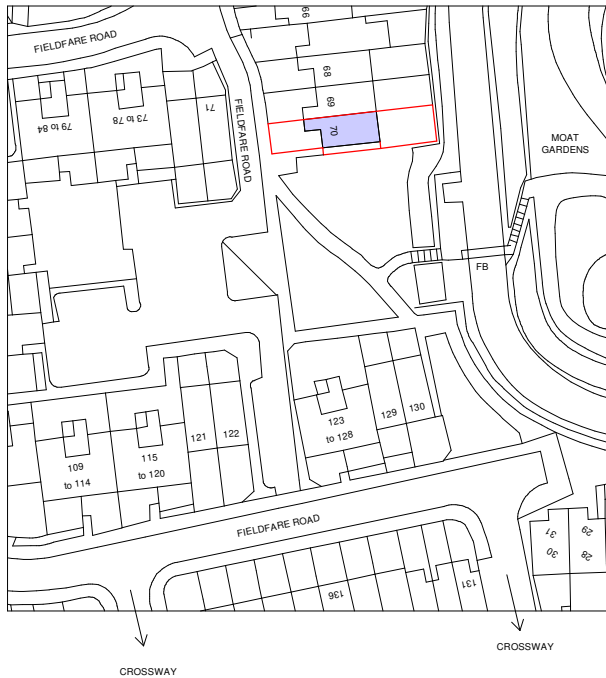 FIELDFARE ROAD
66
68
69
70
79 to 84
73 to 78
71
FIELDFARE ROAD
MOAT
GARDENS
FB
123
to 128
129
130
121
122
109
to 114
115
to 120
FIELDFARE ROAD
136
131
31
30
29
28
CROSSWAY
CROSSWAY